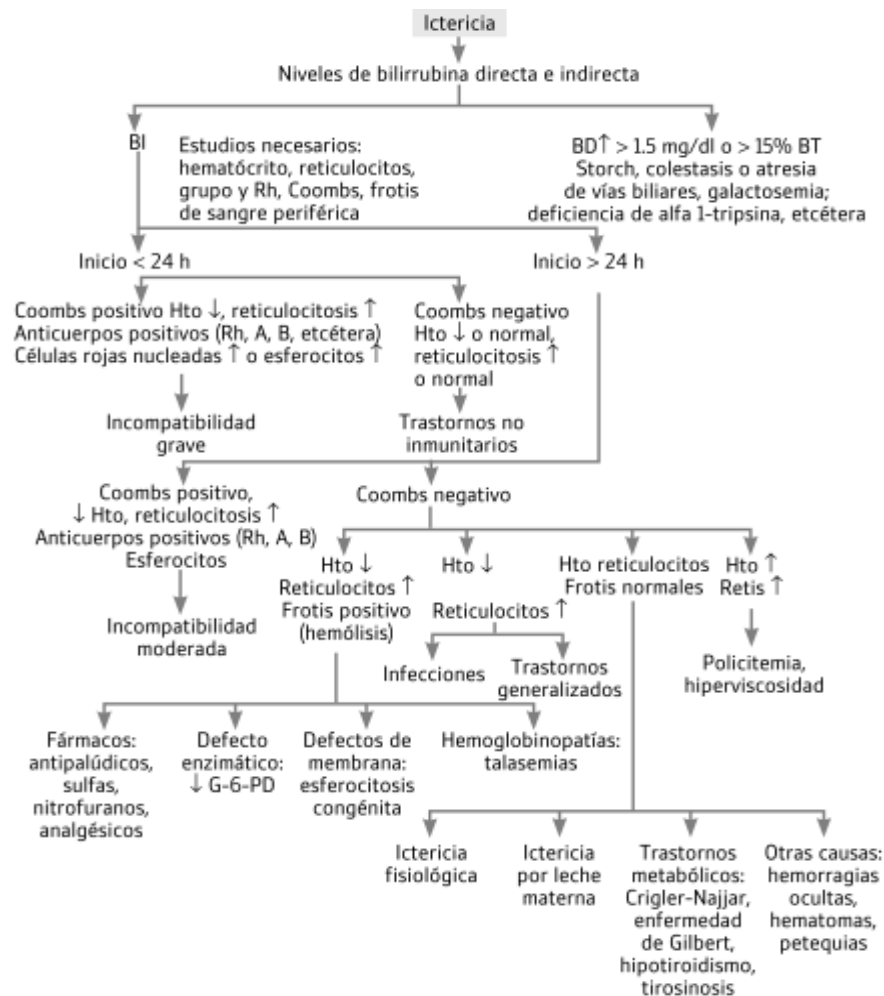 Ictericia
Niveles de bilirrubina directa e indirecta
BI
Estudios necesarios:
hematócrito, reticulocitos,
grupo y Rh, Coombs, frotis
de sangre periférica
BD↑ > 1.5 mg/dl o > 15% BT
Storch, colestasis o atresia
de vías biliares, galactosemia;
deficiencia de alfa 1-tripsina, etcétera
Inicio < 24 h
Inicio > 24 h
Coombs positivo Hto ↓, reticulocitosis ↑
Anticuerpos positivos (Rh, A, B, etcétera)
Células rojas nucleadas ↑ o esferocitos ↑
Coombs negativo
Hto ↓ o normal,
reticulocitosis ↑
o normal
Incompatibilidad
grave
Trastornos no
inmunitarios
Coombs positivo,
↓ Hto, reticulocitosis ↑
Anticuerpos positivos (Rh, A, B)
Esferocitos
Coombs negativo
Incompatibilidad
moderada
Hto ↓
Reticulocitos ↑
Frotis positivo
(hemólisis)
Hto ↓
Reticulocitos ↑
Hto reticulocitos
Frotis normales
Hto ↑
Retis ↑
Infecciones
Trastornos
generalizados
Policitemia,
hiperviscosidad
Fármacos:
antipalúdicos,
sulfas,
nitrofuranos,
analgésicos
Defecto
enzimático:
↓ G-6-PD
Defectos de
membrana:
esferocitosis
congénita
Hemoglobinopatías:
talasemias
Ictericia
fisiológica
Ictericia
por leche
materna
Trastornos
metabólicos:
Crigler-Najjar,
enfermedad
de Gilbert,
hipotiroidismo,
tirosinosis
Otras causas:
hemorragias
ocultas,
hematomas,
petequias